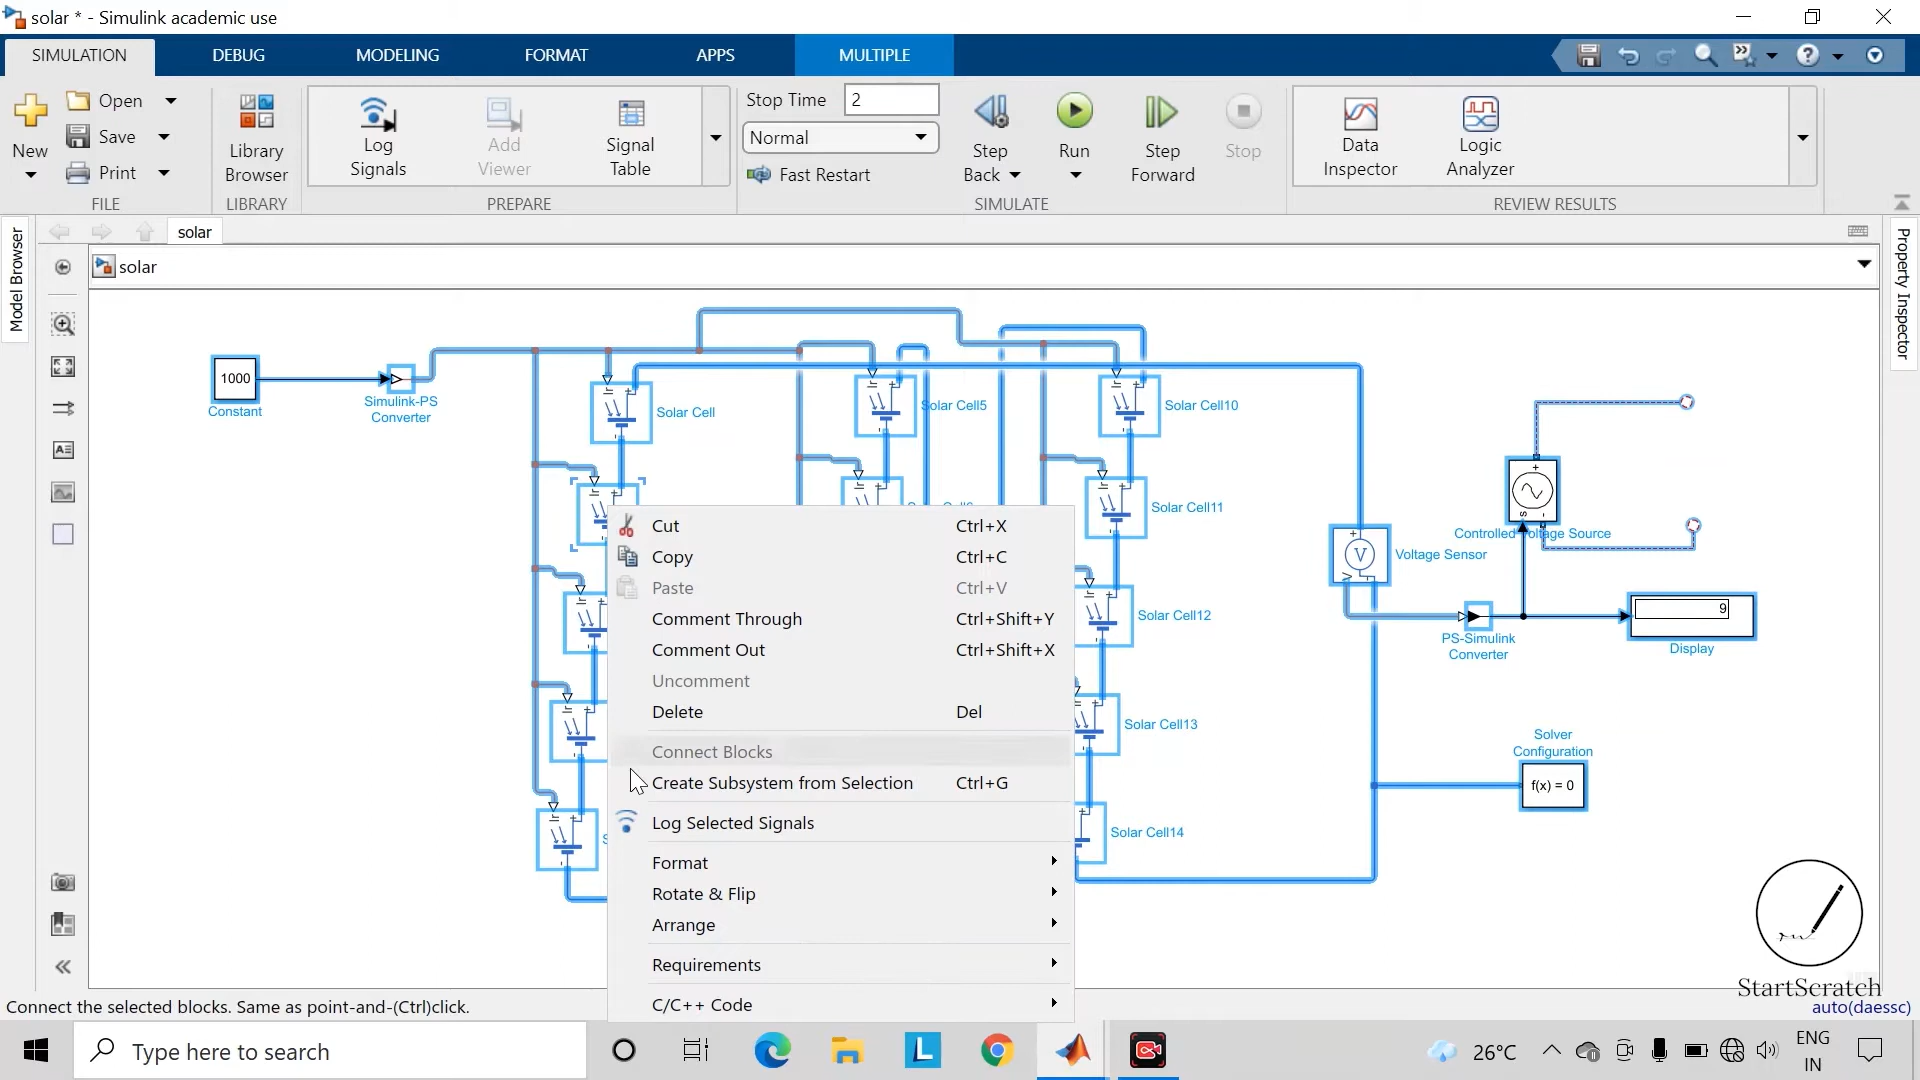 solar * - Simulink academic use
SIMULATION
DEBUG
MODELING
FORMAT
APPS
MULTIPLE
New
Open
Save
Print
FILE
Library
Browser
LIBRARY
Log
Signals
Add
Viewer
Signal
Table
PREPARE
Stop Time
2
Normal
Fast Restart
Step
Back
Run
Step
Forward
Stop
SIMULATE
Data
Inspector
Logic
Analyzer
REVIEW RESULTS
Model Browser
solar
solar
Property Inspector
1000
Constant
Simulink-PS
Converter
Solar Cell
Solar Cell5
Solar Cell10
Solar Cell11
Solar Cell12
Solar Cell13
Solar Cell14
Controlled Voltage Source
V
Voltage Sensor
PS-Simulink
Converter
9
Display
Solver
Configuration
f(x) = 0
Cut Ctrl+X
Copy Ctrl+C
Paste Ctrl+V
Comment Through Ctrl+Shift+Y
Comment Out Ctrl+Shift+X
Uncomment
Delete Del
Connect Blocks
Create Subsystem from Selection Ctrl+G
Log Selected Signals
Format
Rotate & Flip
Arrange
Requirements
C/C++ Code
StartScratch
Connect the selected blocks. Same as point-and-(Ctrl)click.
auto(daessc)
Type here to search
26°C
ENG
IN